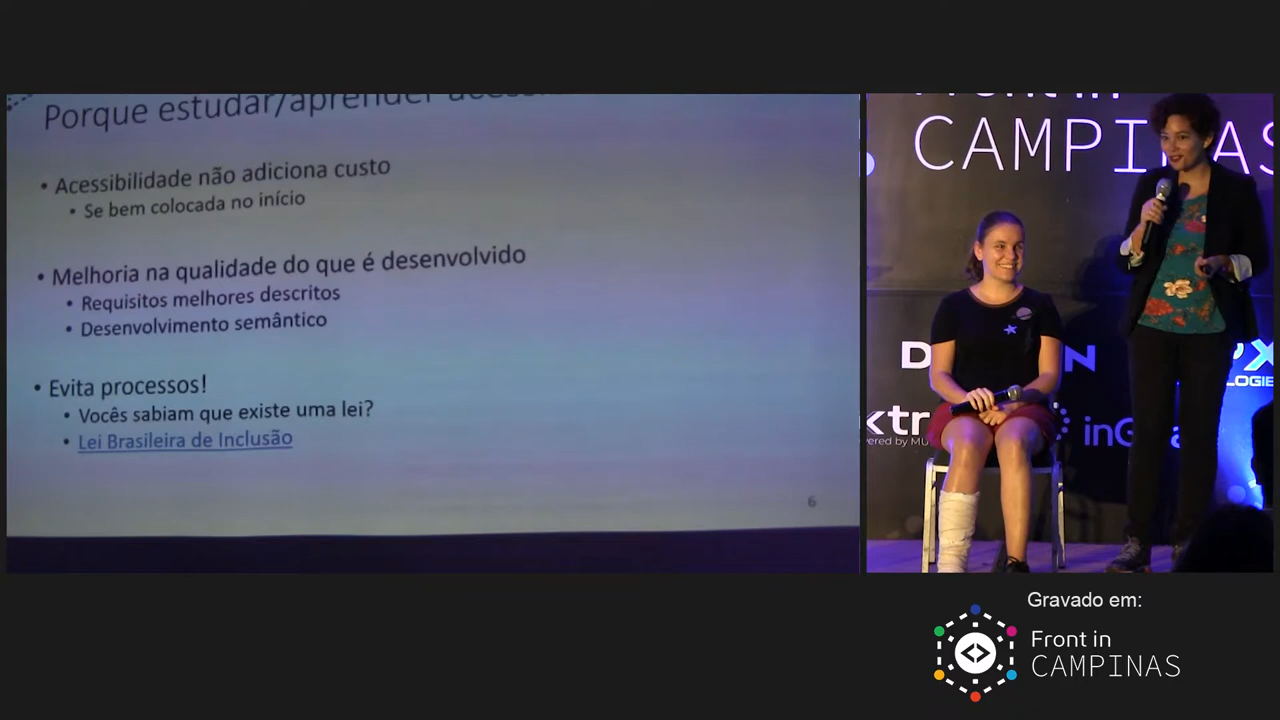 Porque estudar/aprender
• Acessibilidade não adiciona custo
• Se bem colocada no início
• Melhoria na qualidade do que é desenvolvido
• Requisitos melhores descritos
• Desenvolvimento semântico
• Evita processos!
• Vocês sabiam que existe uma lei?
• Lei Brasileira de Inclusão
6
Front in
CAMPINAS
Gravado em:
Front in
CAMPINAS